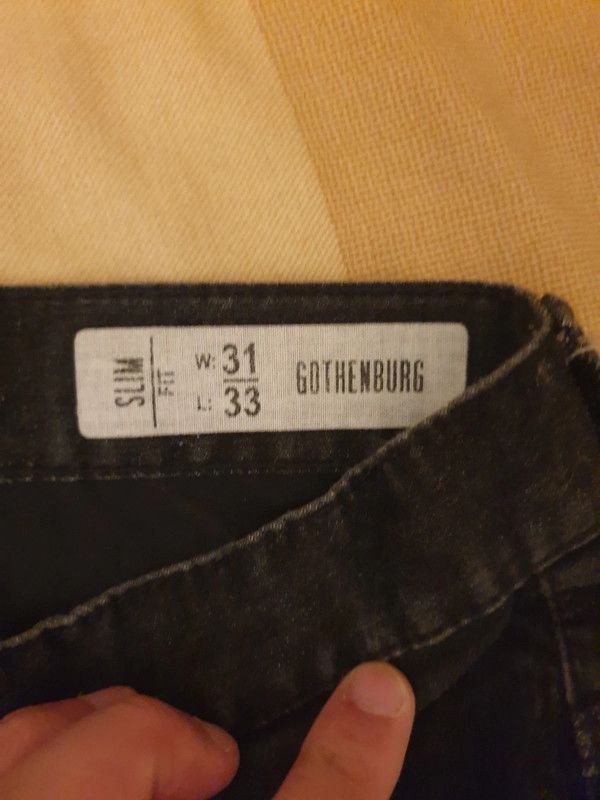 SLIM
FIT
W: 31
L: 33
GOTHENBURG